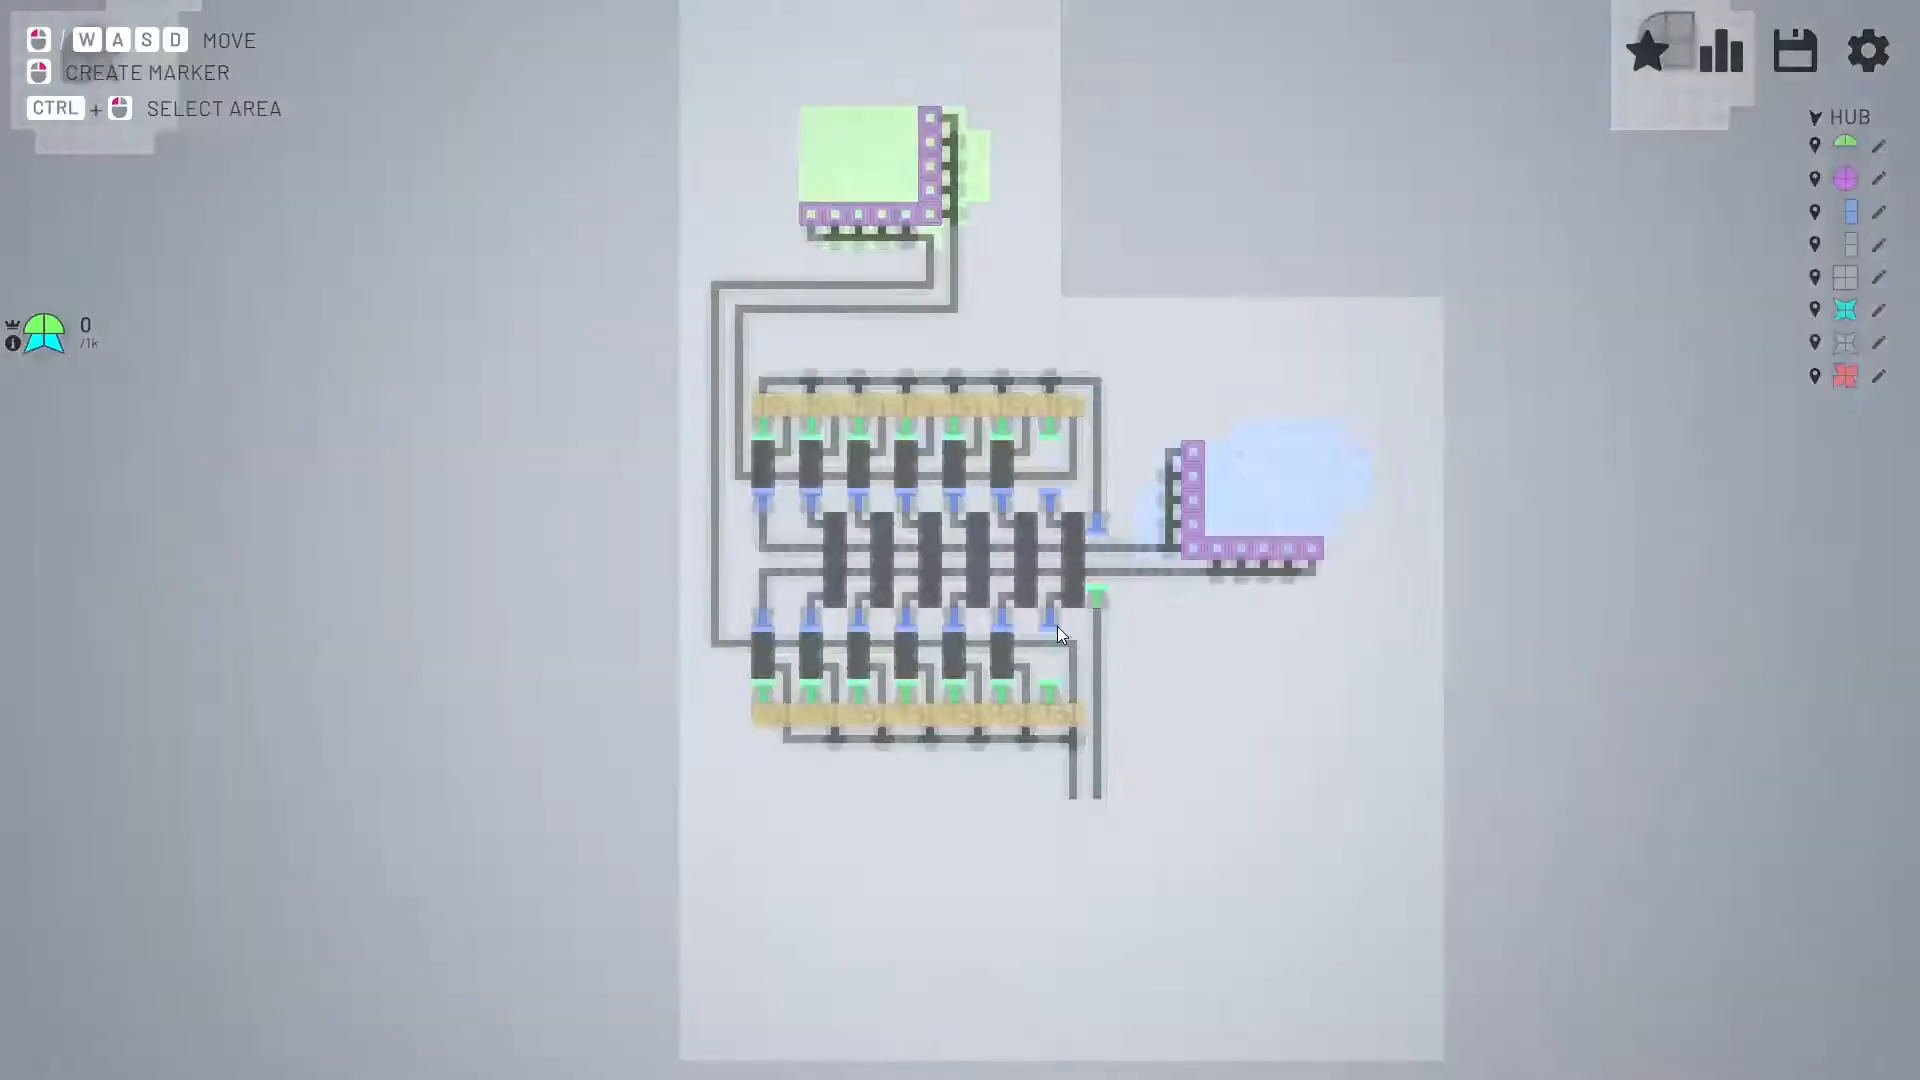 / W A S D MOVE
CREATE MARKER
CTRL + SELECT AREA
HUB
0
/1k